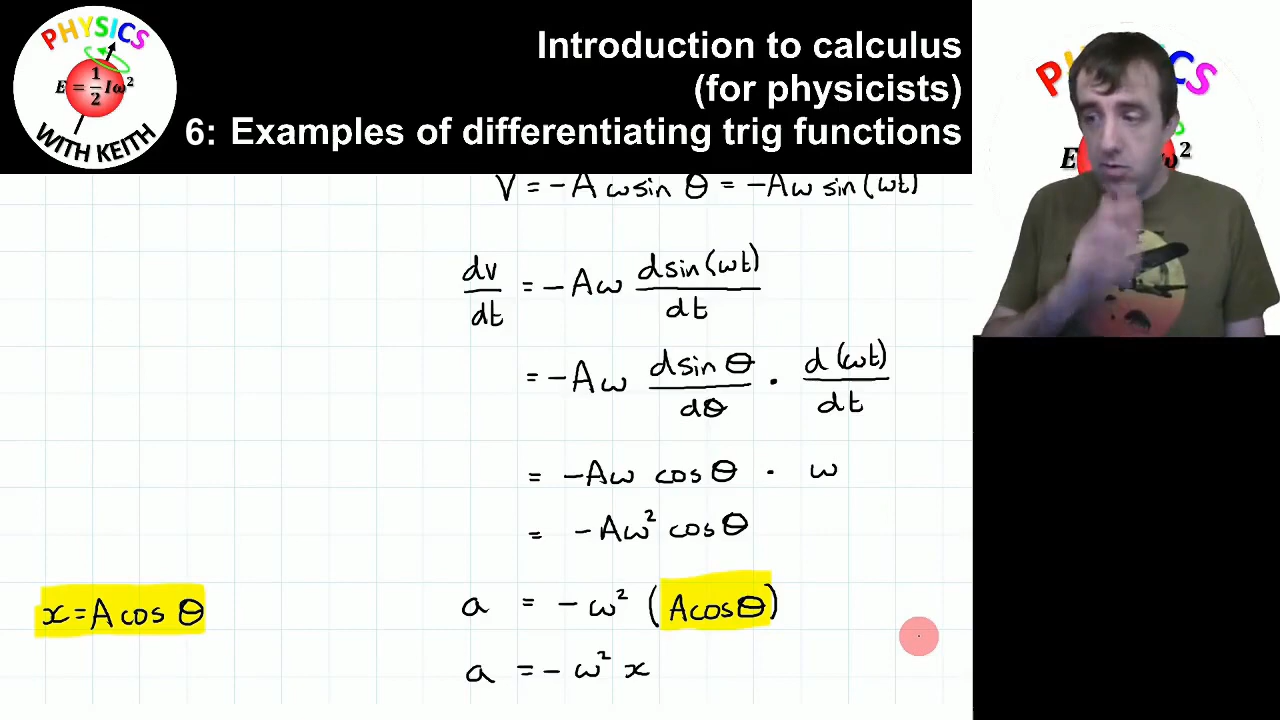 PHYSICS
E = 1/2 Iω²
WITH KEITH
Introduction to calculus
(for physicists)
6: Examples of differentiating trig functions
PHYSICS
E ω²
V = -Aω sin θ = -Aω sin(ωt)
dv/dt = -Aω dsin(ωt)/dt
= -Aω dsin θ/dθ · d(ωt)/dt
= -Aω cos θ · ω
= -Aω² cos θ
x = A cos θ
a = -ω² (A cos θ)
a = -ω² x